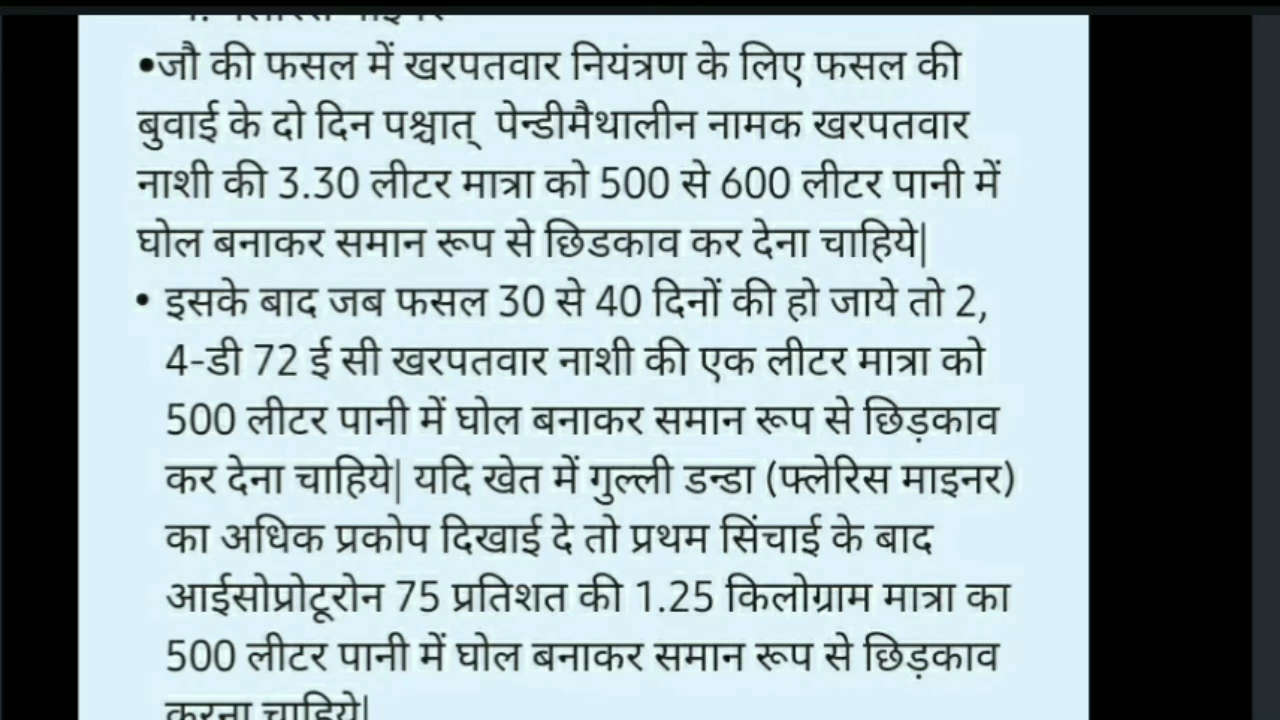 •जौ की फसल में खरपतवार नियंत्रण के लिए फसल की
बुवाई के दो दिन पश्चात् पेन्डीमैथालीन नामक खरपतवार
नाशी की 3.30 लीटर मात्रा को 500 से 600 लीटर पानी में
घोल बनाकर समान रूप से छिडकाव कर देना चाहिये|
• इसके बाद जब फसल 30 से 40 दिनों की हो जाये तो 2,
4-डी 72 ई सी खरपतवार नाशी की एक लीटर मात्रा को
500 लीटर पानी में घोल बनाकर समान रूप से छिड़काव
कर देना चाहिये| यदि खेत में गुल्ली डन्डा (फ्लेरिस माइनर)
का अधिक प्रकोप दिखाई दे तो प्रथम सिंचाई के बाद
आईसोप्रोटूरोन 75 प्रतिशत की 1.25 किलोग्राम मात्रा का
500 लीटर पानी में घोल बनाकर समान रूप से छिड़काव
करना चाहिये|